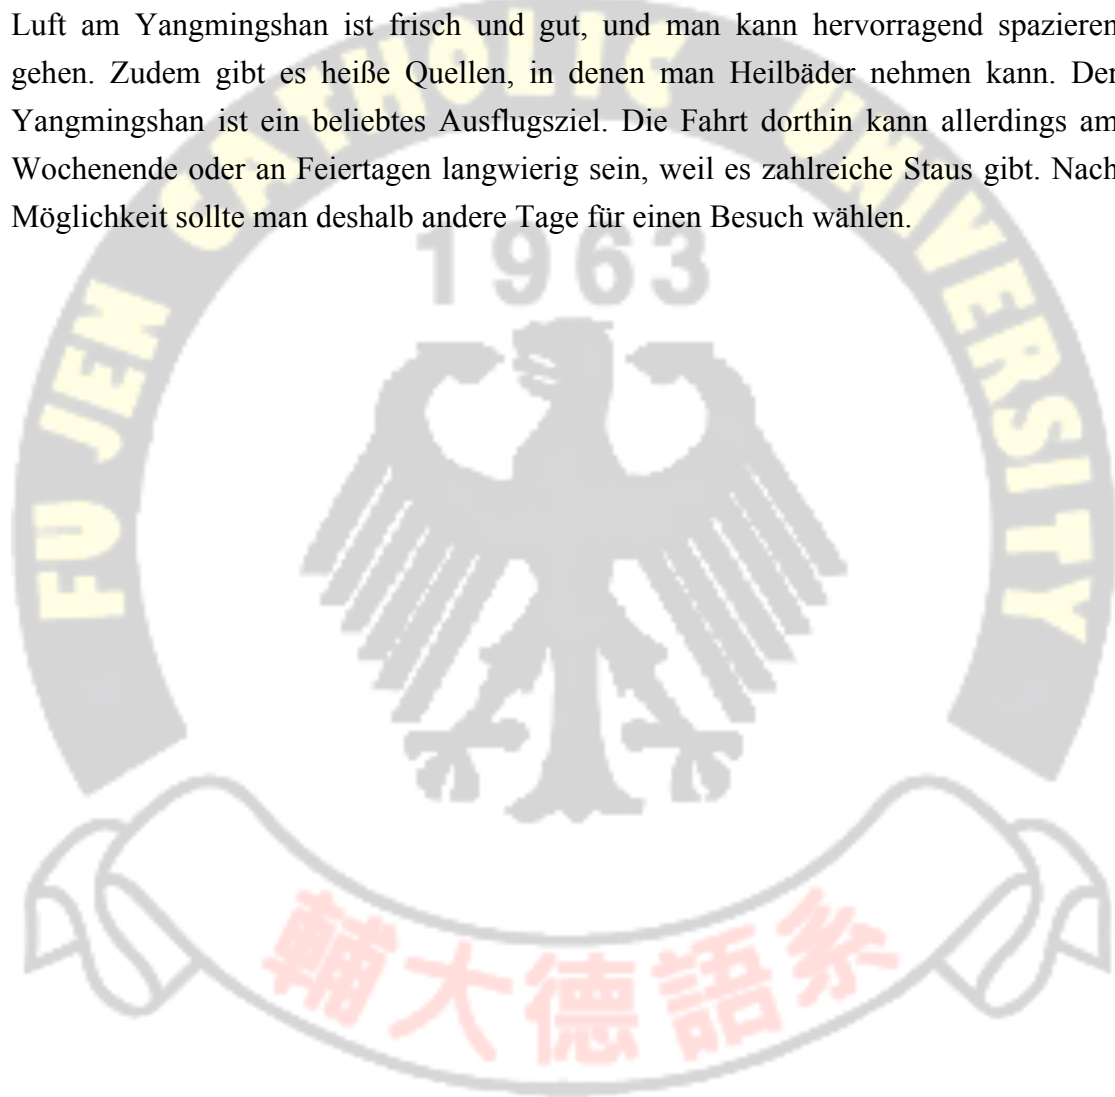 Luft am Yangmingshan ist frisch und gut, und man kann hervorragend spazieren
gehen. Zudem gibt es heiße Quellen, in denen man Heilbäder nehmen kann. Der
Yangmingshan ist ein beliebtes Ausflugsziel. Die Fahrt dorthin kann allerdings am
Wochenende oder an Feiertagen langwierig sein, weil es zahlreiche Staus gibt. Nach
Möglichkeit sollte man deshalb andere Tage für einen Besuch wählen.
FU JEN CATHOLIC UNIVERSITY
1963
輔大德語系